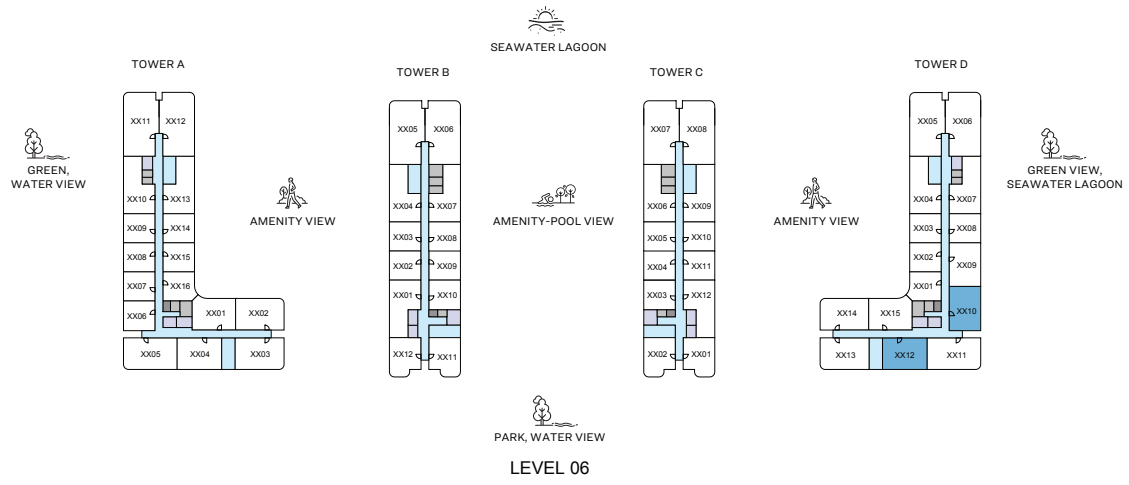 SEAWATER LAGOON
TOWER A
TOWER B
TOWER C
TOWER D
GREEN,
WATER VIEW
AMENITY VIEW
AMENITY-POOL VIEW
AMENITY VIEW
GREEN VIEW,
SEAWATER LAGOON
XX11 XX12
XX10 XX13
XX09 XX14
XX08 XX15
XX07 XX16
XX06 XX01 XX02
XX05 XX04 XX03
XX05 XX06
XX04 XX07
XX03 XX08
XX02 XX09
XX01 XX10
XX12 XX11
XX07 XX08
XX06 XX09
XX05 XX10
XX04 XX11
XX03 XX12
XX02 XX01
XX05 XX06
XX04 XX07
XX03 XX08
XX02 XX09
XX01
XX14 XX15 XX10
XX13 XX12 XX11
PARK, WATER VIEW
LEVEL 06